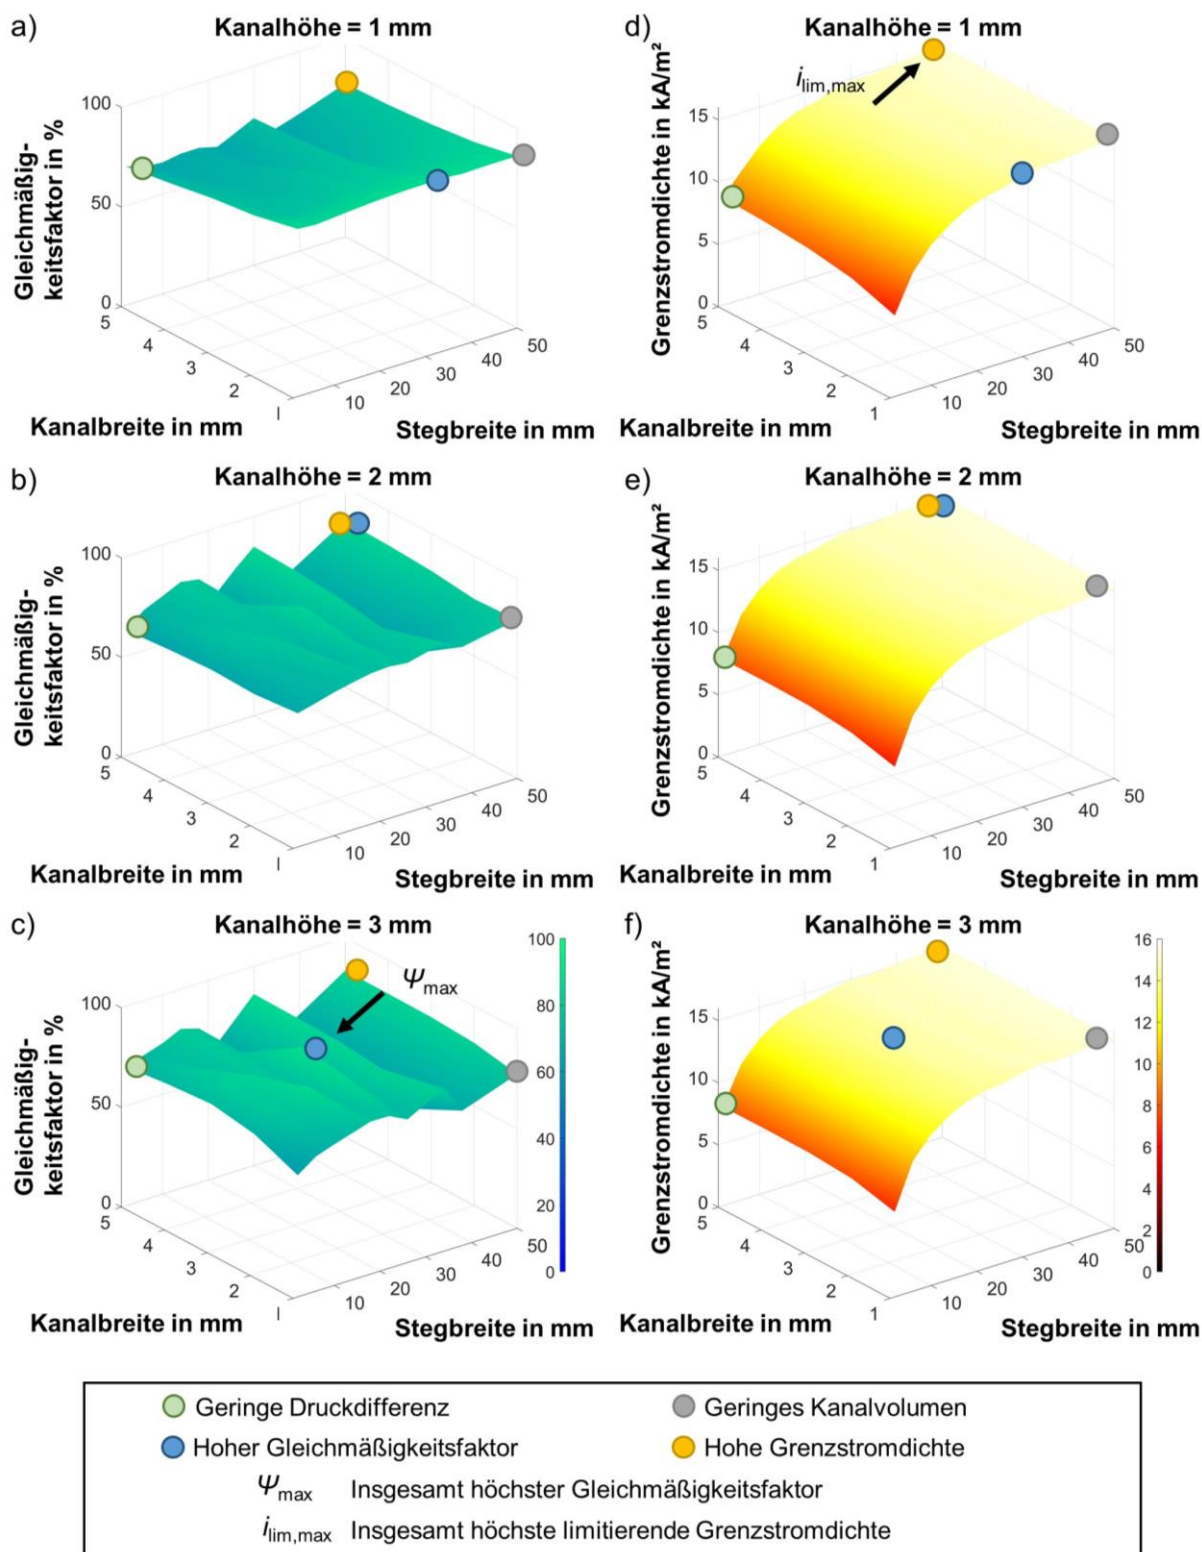 a)
Kanalhöhe = 1 mm
Gleichmäßig-
keitsfaktor in %
100
50
0
5
4
3
2
I
10
20
30
40
50
Kanalbreite in mm
Stegbreite in mm
d)
Kanalhöhe = 1 mm
Grenzstromdichte in kA/m²
i lim,max
15
10
5
0
5
4
3
2
1
10
20
30
40
50
Kanalbreite in mm
Stegbreite in mm
b)
Kanalhöhe = 2 mm
Gleichmäßig-
keitsfaktor in %
100
50
0
5
4
3
2
I
10
20
30
40
50
Kanalbreite in mm
Stegbreite in mm
e)
Kanalhöhe = 2 mm
Grenzstromdichte in kA/m²
15
10
5
0
5
4
3
2
1
10
20
30
40
50
Kanalbreite in mm
Stegbreite in mm
c)
Kanalhöhe = 3 mm
Gleichmäßig-
keitsfaktor in %
Ψmax
100
50
0
5
4
3
2
I
10
20
30
40
50
100
80
60
40
20
0
Kanalbreite in mm
Stegbreite in mm
f)
Kanalhöhe = 3 mm
Grenzstromdichte in kA/m²
15
10
5
0
5
4
3
2
1
10
20
30
40
50
16
14
12
10
8
6
4
2
0
Kanalbreite in mm
Stegbreite in mm
Geringe Druckdifferenz
Geringes Kanalvolumen
Hoher Gleichmäßigkeitsfaktor
Hohe Grenzstromdichte
Ψmax Insgesamt höchster Gleichmäßigkeitsfaktor
i lim,max Insgesamt höchste limitierende Grenzstromdichte